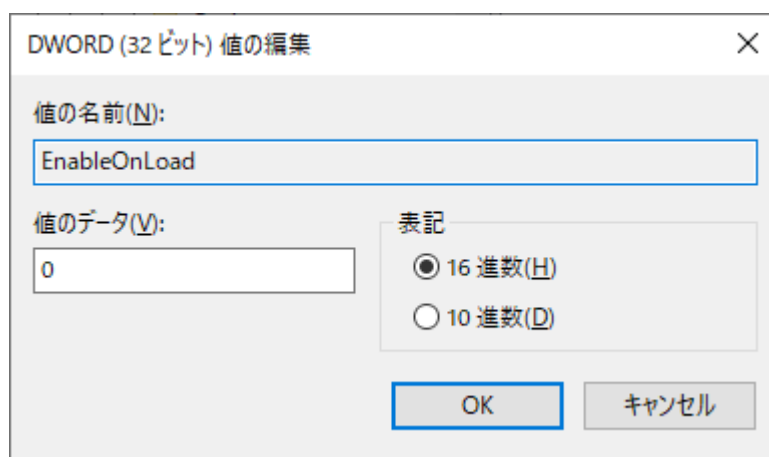 DWORD (32 ビット) 値の編集
値の名前(N):
EnableOnLoad
値のデータ(V):
0
表記
16 進数(H)
10 進数(D)
OK
キャンセル